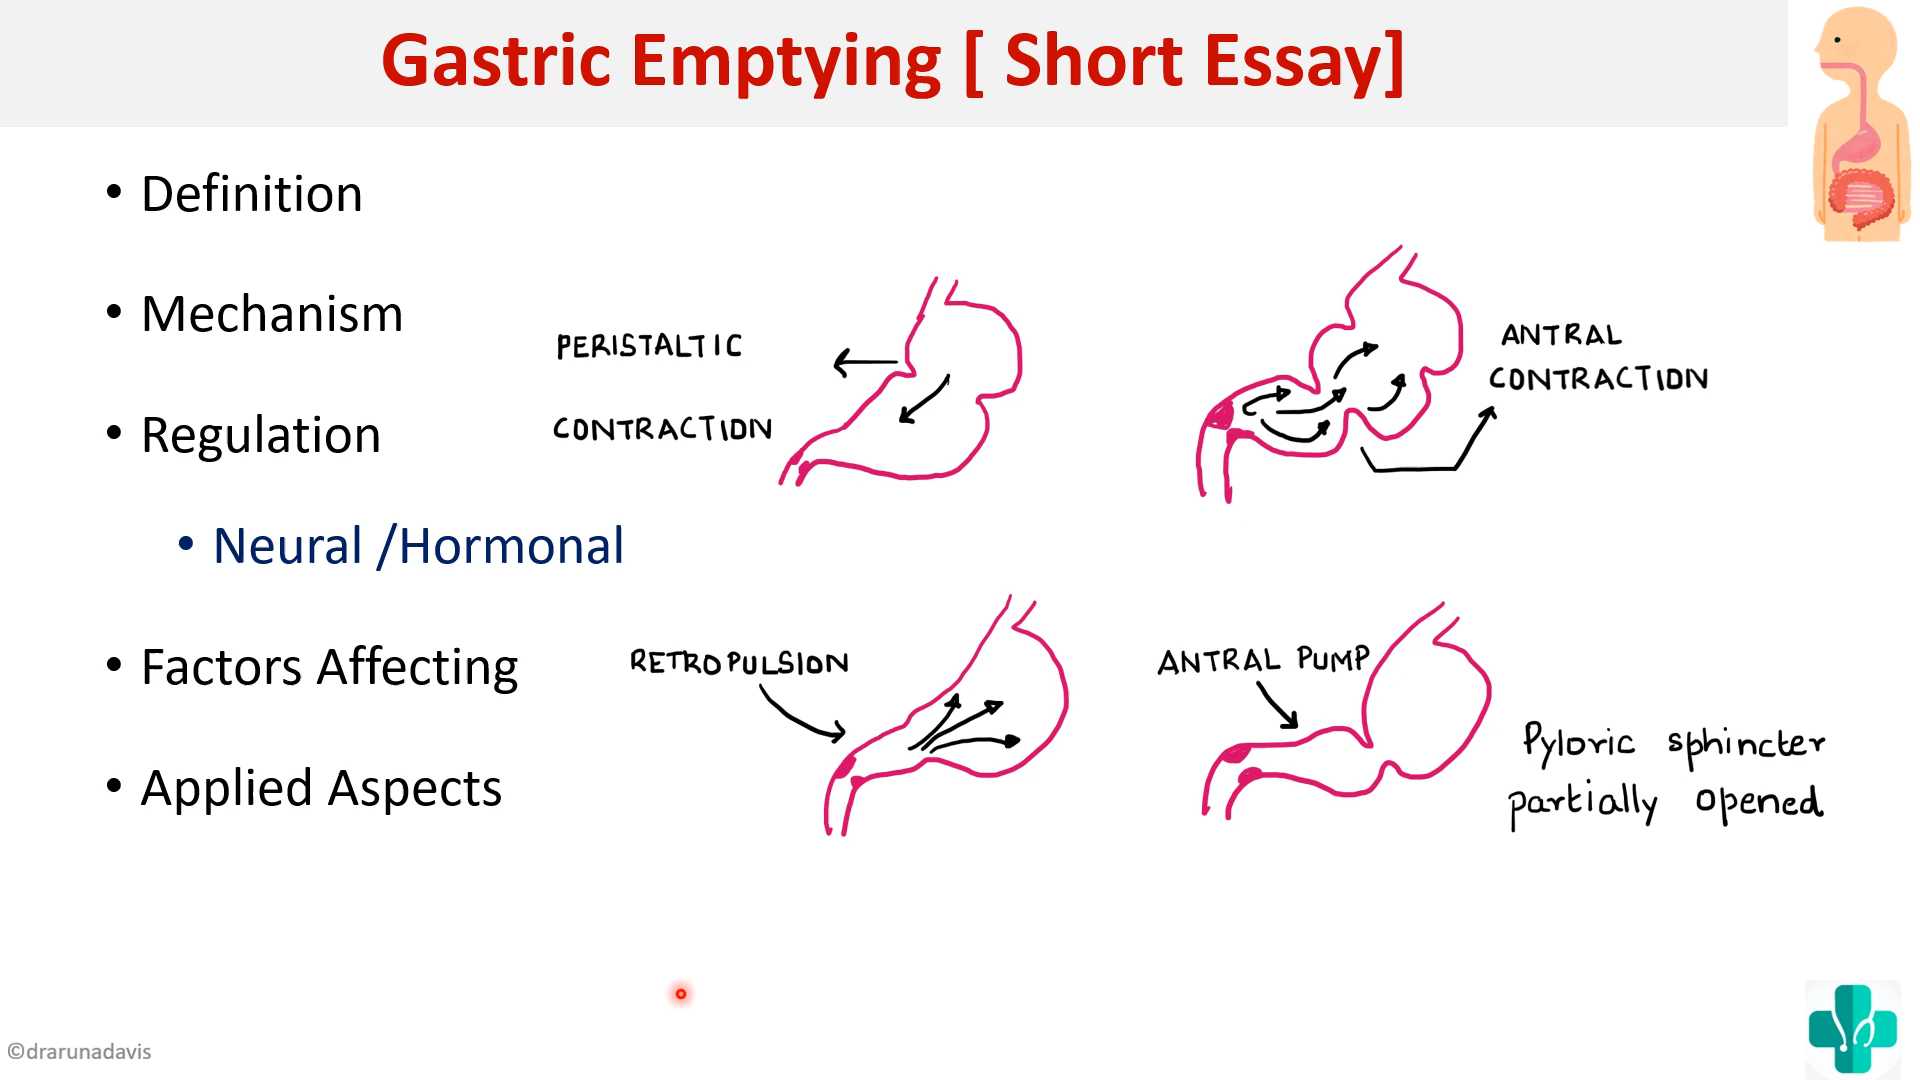 Gastric Emptying [ Short Essay]
• Definition
• Mechanism
• Regulation
• Neural /Hormonal
• Factors Affecting
• Applied Aspects
PERISTALTIC
CONTRACTION
ANTRAL
CONTRACTION
RETROPULSION
ANTRAL PUMP
Pyloric sphincter
partially opened
©drarunadavis